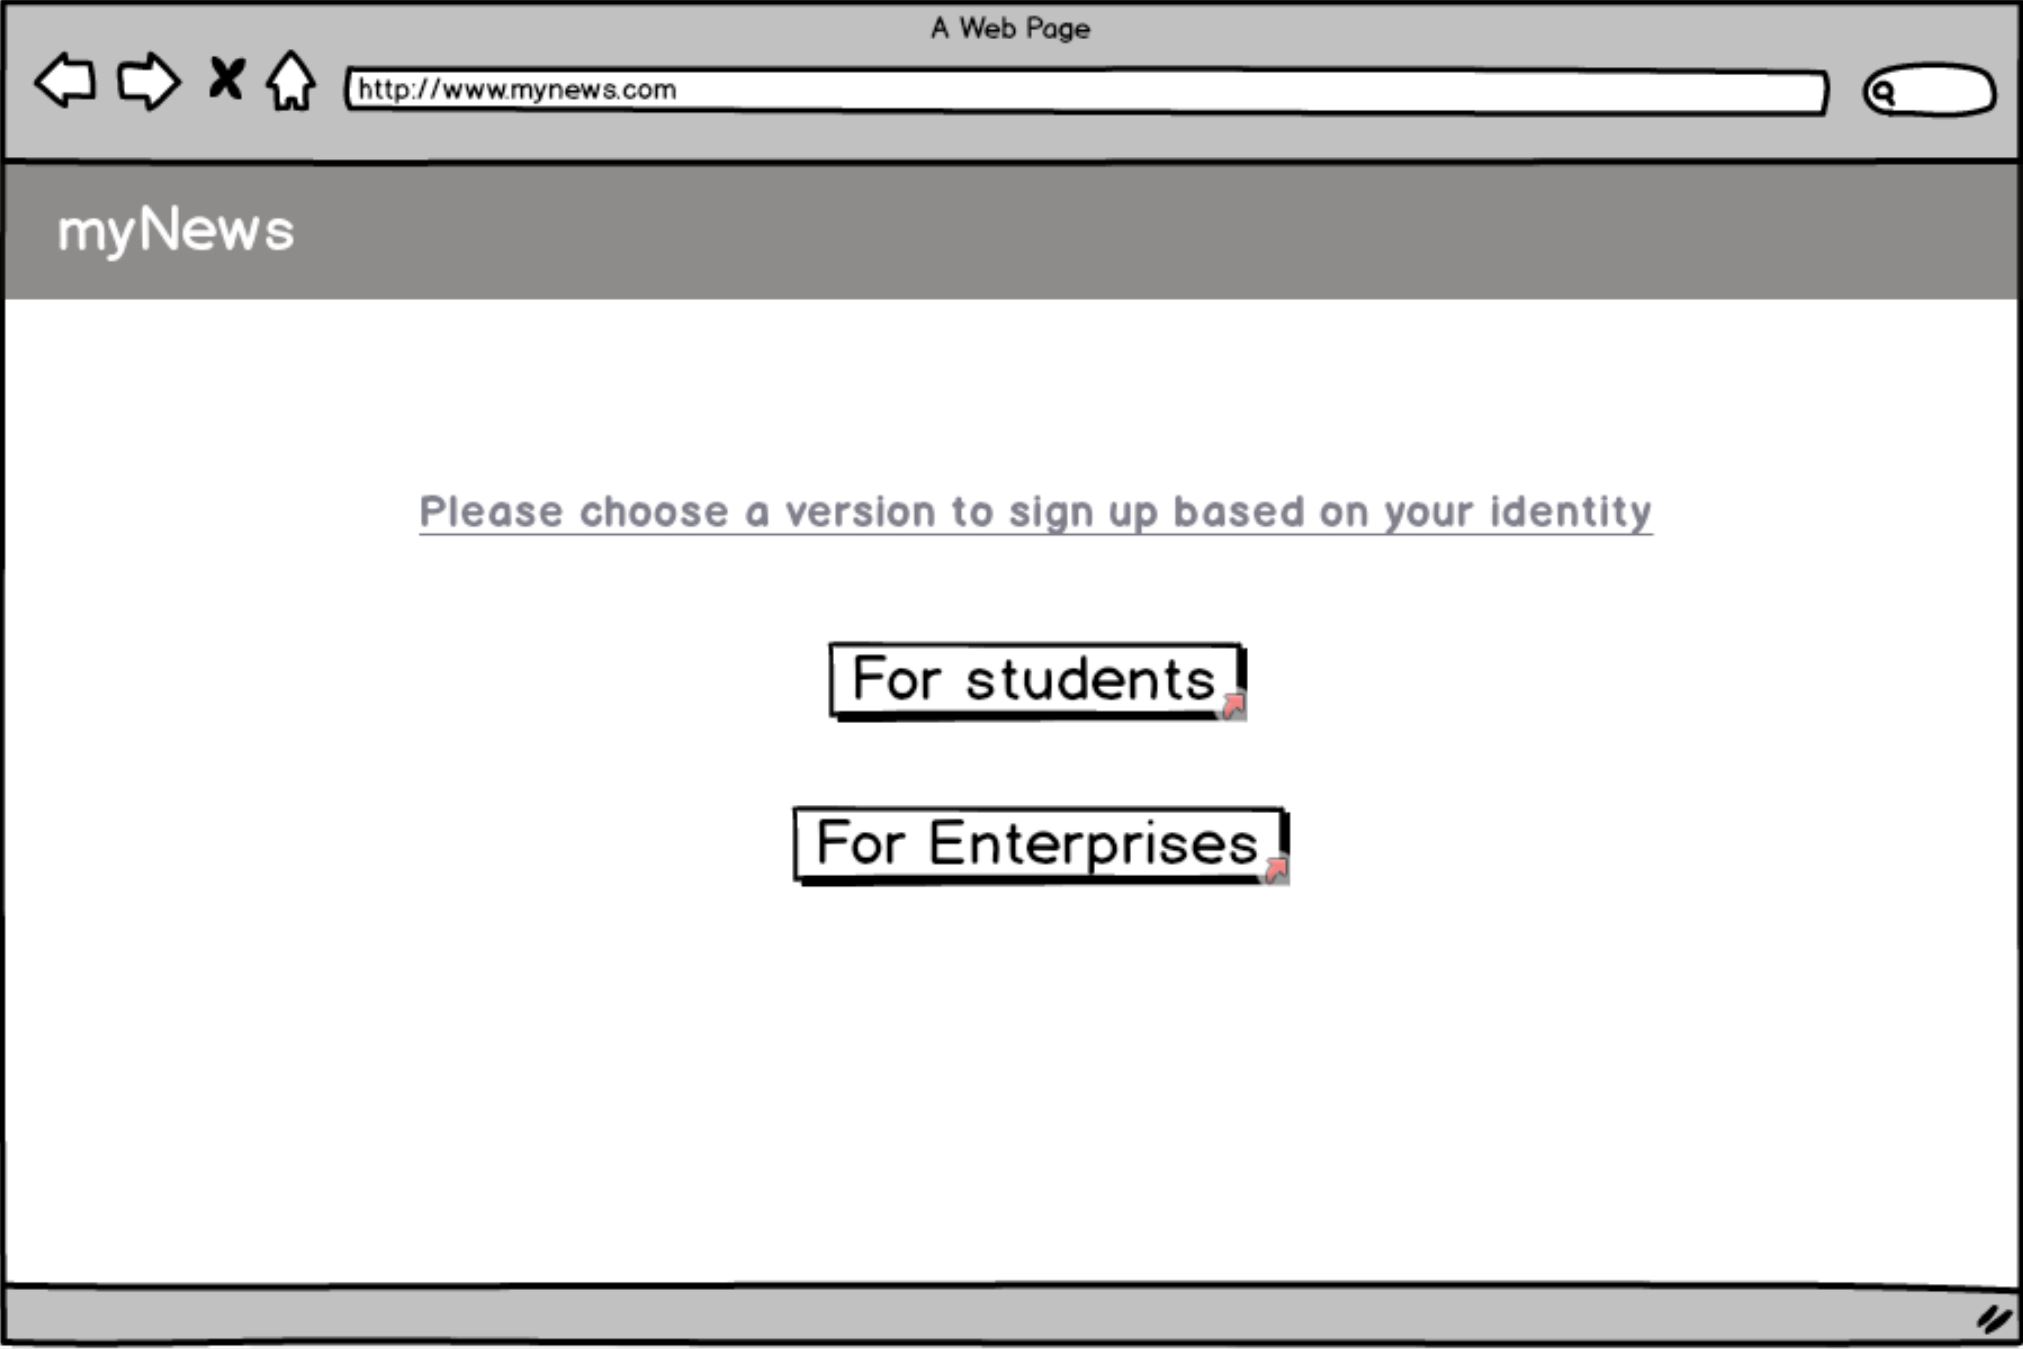 A Web Page
http://www.mynews.com
myNews
Please choose a version to sign up based on your identity
For students
For Enterprises